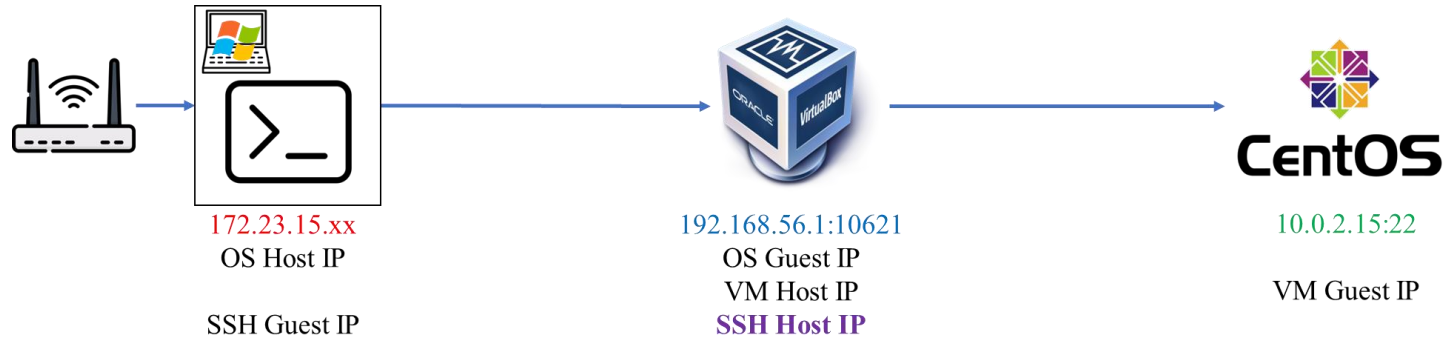 VM
ORACLE
VirtualBox
CentOS
172.23.15.xx
OS Host IP
SSH Guest IP
192.168.56.1:10621
OS Guest IP
VM Host IP
SSH Host IP
10.0.2.15:22
VM Guest IP